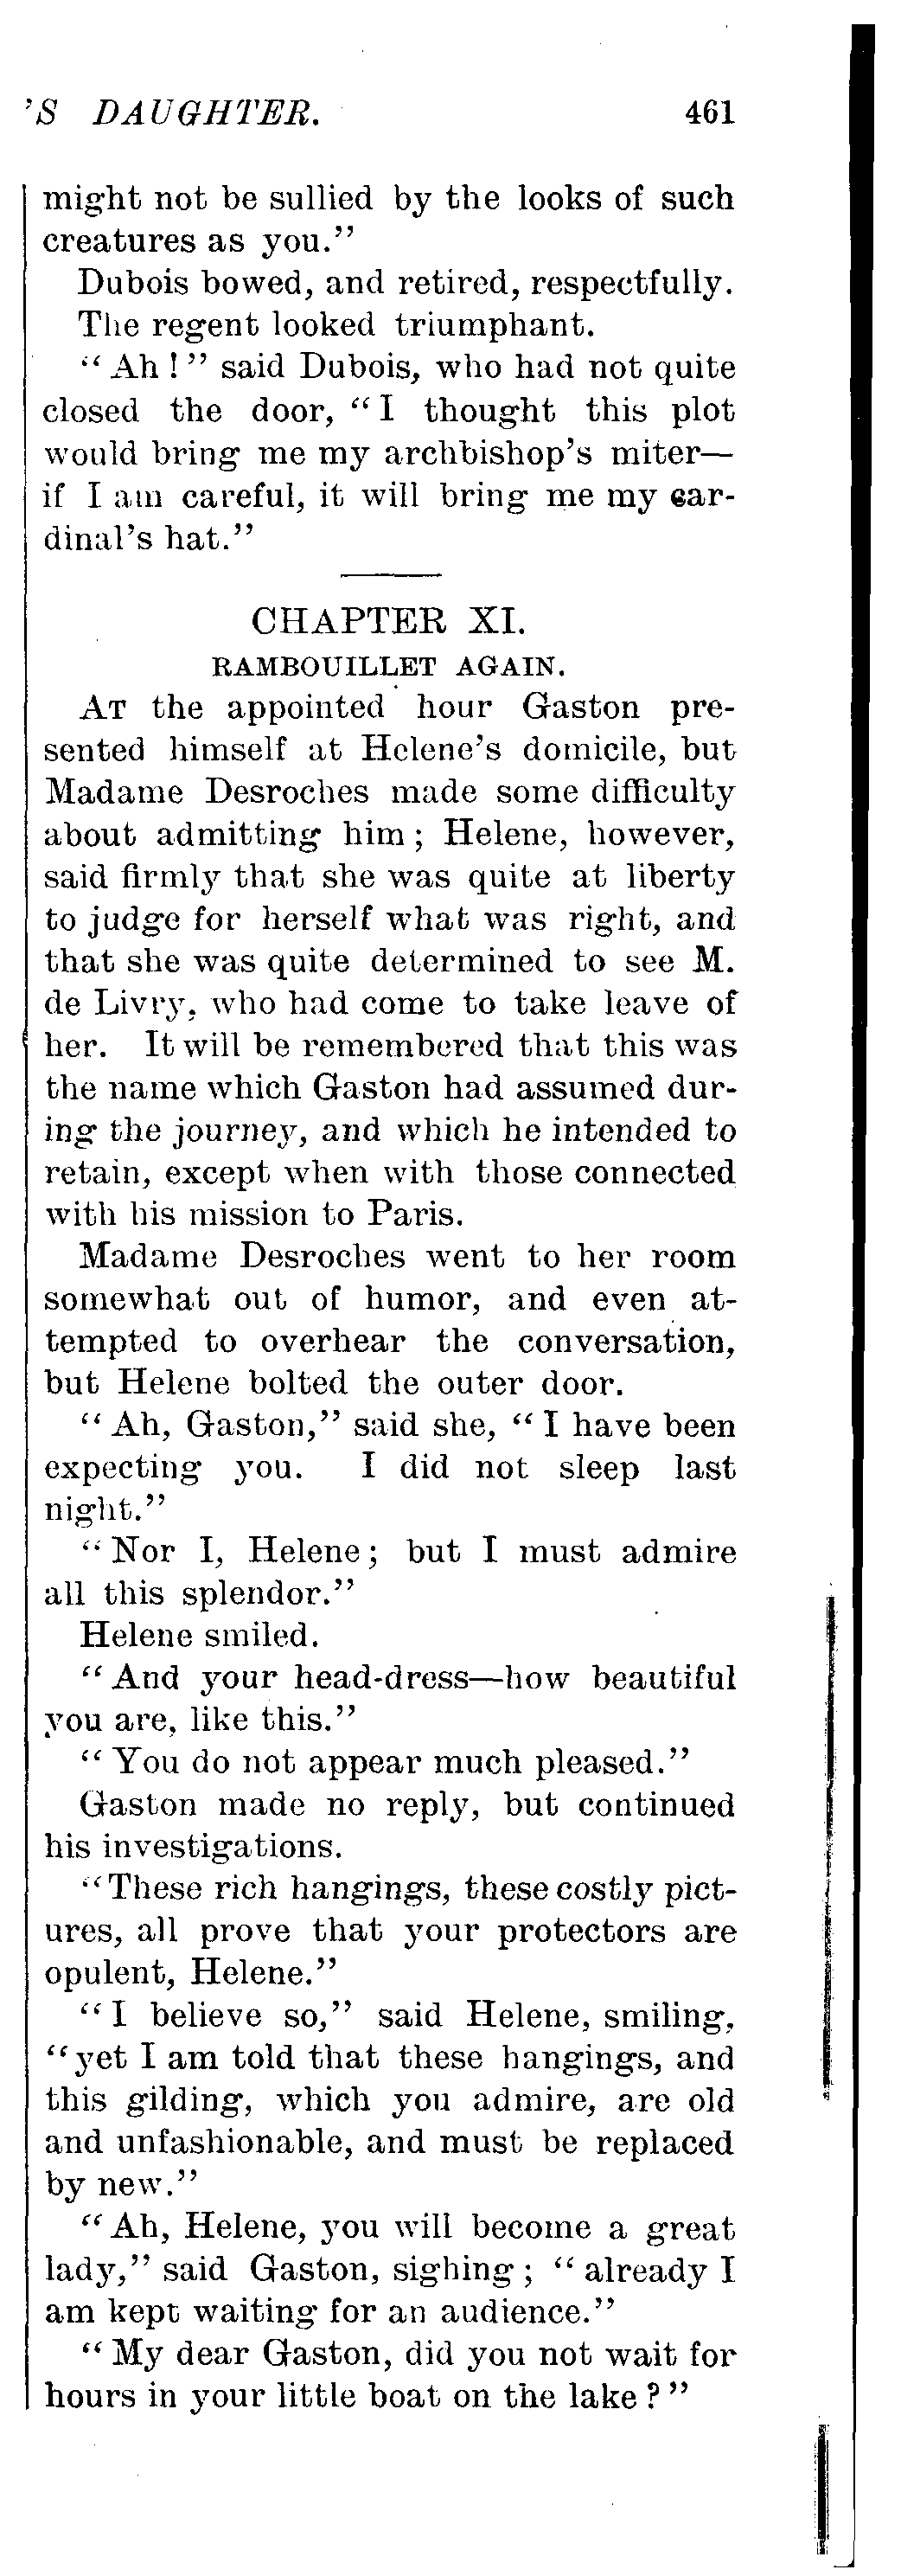 'S DAUGHTER. 461
might not be sullied by the looks of such
creatures as you."
Dubois bowed, and retired, respectfully.
The regent looked triumphant.
"Ah!" said Dubois, who had not quite
closed the door, "I thought this plot
would bring me my archbishop's miter—
if I am careful, it will bring me my car-
dinal's hat."
CHAPTER XI.
RAMBOUILLET AGAIN.
AT the appointed hour Gaston pre-
sented himself at Helene's domicile, but
Madame Desroches made some difficulty
about admitting him; Helene, however,
said firmly that she was quite at liberty
to judge for herself what was right, and
that she was quite determined to see M.
de Livry, who had come to take leave of
her. It will be remembered that this was
the name which Gaston had assumed dur-
ing the journey, and which he intended to
retain, except when with those connected
with his mission to Paris.
Madame Desroches went to her room
somewhat out of humor, and even at-
tempted to overhear the conversation,
but Helene bolted the outer door.
"Ah, Gaston," said she, "I have been
expecting you. I did not sleep last
night."
"Nor I, Helene; but I must admire
all this splendor."
Helene smiled.
"And your head-dress—how beautiful
you are, like this."
"You do not appear much pleased."
Gaston made no reply, but continued
his investigations.
"These rich hangings, these costly pict-
ures, all prove that your protectors are
opulent, Helene."
"I believe so," said Helene, smiling,
"yet I am told that these hangings, and
this gilding, which you admire, are old
and unfashionable, and must be replaced
by new."
"Ah, Helene, you will become a great
lady," said Gaston, sighing; "already I
am kept waiting for an audience."
"My dear Gaston, did you not wait for
hours in your little boat on the lake?"